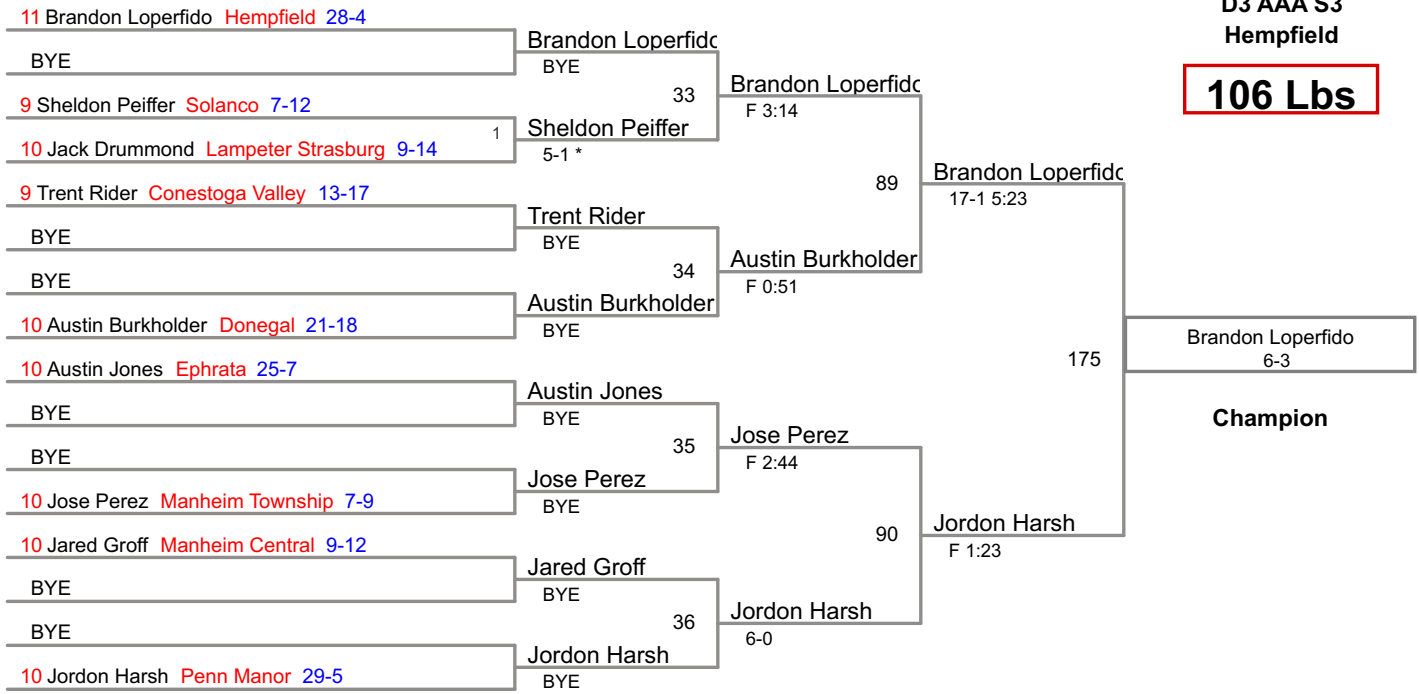 D3 AAA S3
Hempfield
106 Lbs
11 Brandon Loperfido Hempfield 28-4
BYE
9 Sheldon Peiffer Solanco 7-12
10 Jack Drummond Lampeter Strasburg 9-14
9 Trent Rider Conestoga Valley 13-17
BYE
BYE
10 Austin Burkholder Donegal 21-18
10 Austin Jones Ephrata 25-7
BYE
BYE
10 Jose Perez Manheim Township 7-9
10 Jared Groff Manheim Central 9-12
BYE
BYE
10 Jordon Harsh Penn Manor 29-5
1
Brandon Loperfido
BYE
33
Sheldon Peiffer
5-1 *
Trent Rider
BYE
34
Austin Burkholder
BYE
Austin Jones
BYE
35
Jose Perez
BYE
Jared Groff
BYE
36
Jordon Harsh
BYE
Brandon Loperfido
F 3:14
89
Austin Burkholder
F 0:51
Jose Perez
F 2:44
90
Jordon Harsh
6-0
Brandon Loperfido
17-1 5:23
175
Jordon Harsh
F 1:23
Brandon Loperfido
6-3
Champion